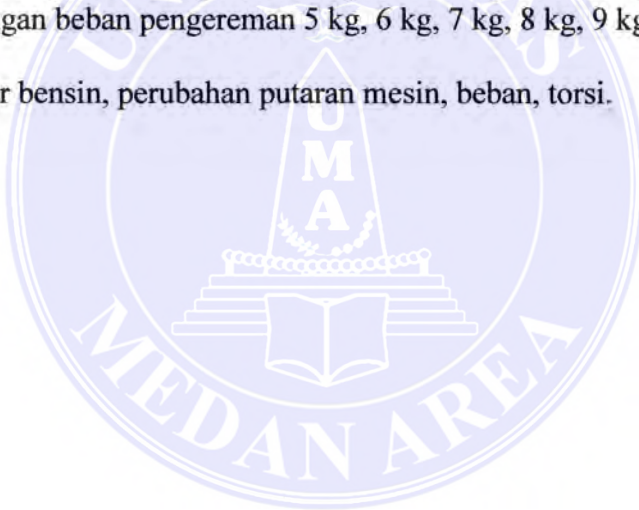 gan beban pengereman 5 kg, 6 kg, 7 kg, 8 kg, 9 kg
r bensin, perubahan putaran mesin, beban, torsi.
UMA
MEDAN AREA